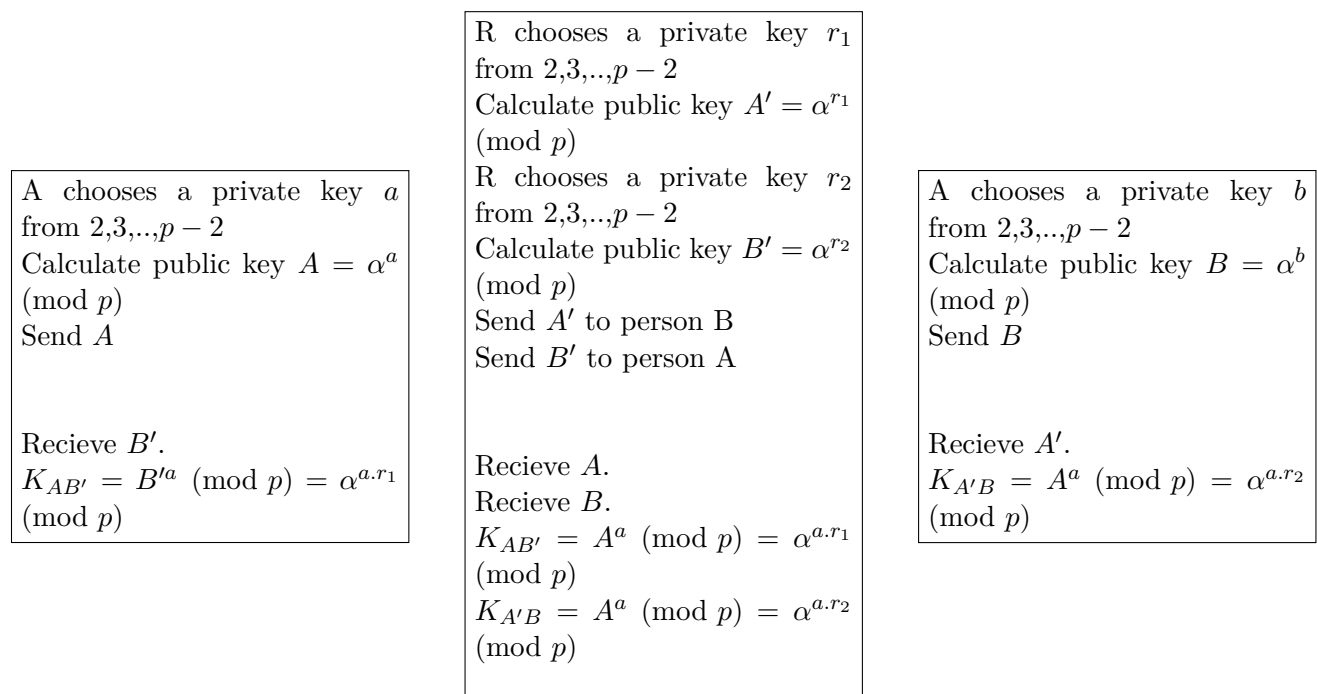 A chooses a private key a
from 2,3,..,p − 2
Calculate public key A = α^a
(mod p)
Send A
Recieve B′.
K_{AB′} = B′^a (mod p) = α^{a.r_1}
(mod p)
R chooses a private key r_1
from 2,3,..,p − 2
Calculate public key A′ = α^{r_1}
(mod p)
R chooses a private key r_2
from 2,3,..,p − 2
Calculate public key B′ = α^{r_2}
(mod p)
Send A′ to person B
Send B′ to person A
Recieve A.
Recieve B.
K_{AB′} = A^a (mod p) = α^{a.r_1}
(mod p)
K_{A′B} = A^a (mod p) = α^{a.r_2}
(mod p)
A chooses a private key b
from 2,3,..,p − 2
Calculate public key B = α^b
(mod p)
Send B
Recieve A′.
K_{A′B} = A^a (mod p) = α^{a.r_2}
(mod p)